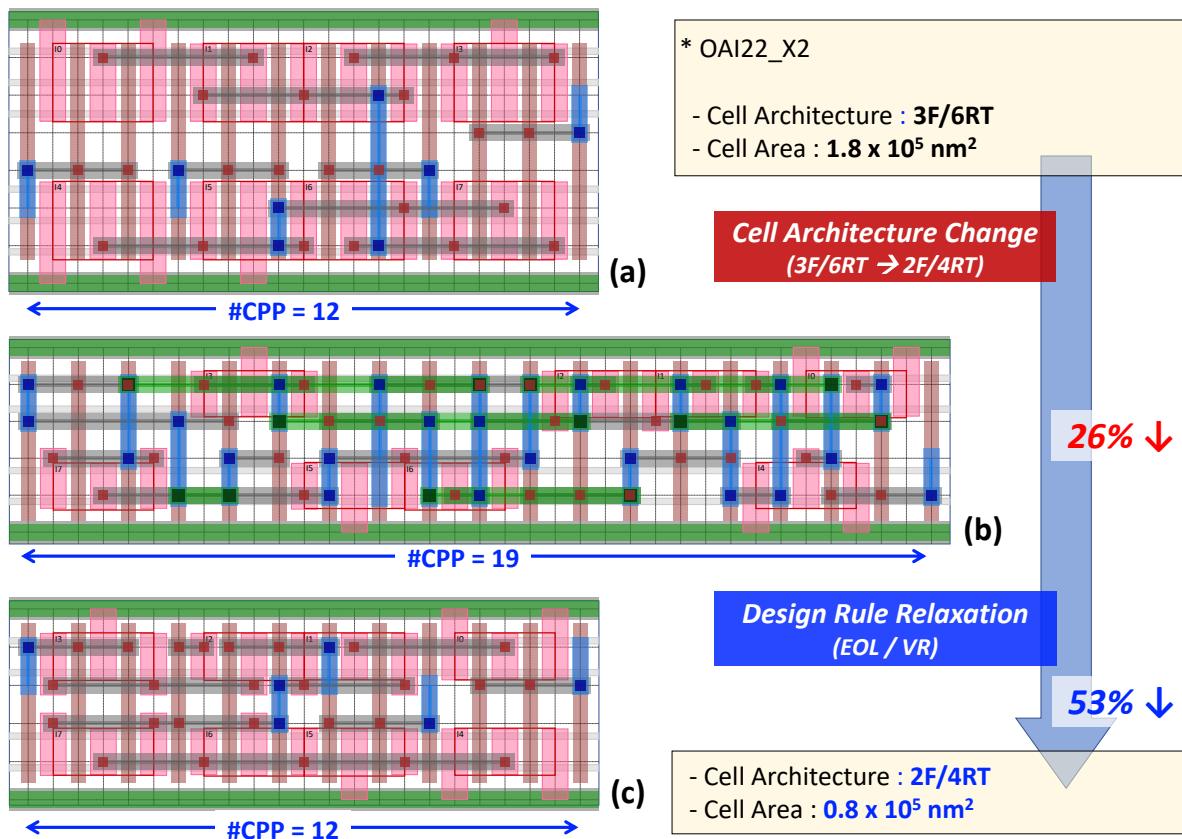 I0
I1
I2
I3
I4
I5
I6
I7
(a)
#CPP = 12
* OAI22_X2
- Cell Architecture : 3F/6RT
- Cell Area : 1.8 x 10⁵ nm²
Cell Architecture Change
(3F/6RT → 2F/4RT)
I3
I2
I1
I0
I7
I5
I6
I4
(b)
#CPP = 19
26% ↓
Design Rule Relaxation
(EOL / VR)
53% ↓
I3
I2
I1
I0
I7
I6
I5
I4
(c)
#CPP = 12
- Cell Architecture : 2F/4RT
- Cell Area : 0.8 x 10⁵ nm²